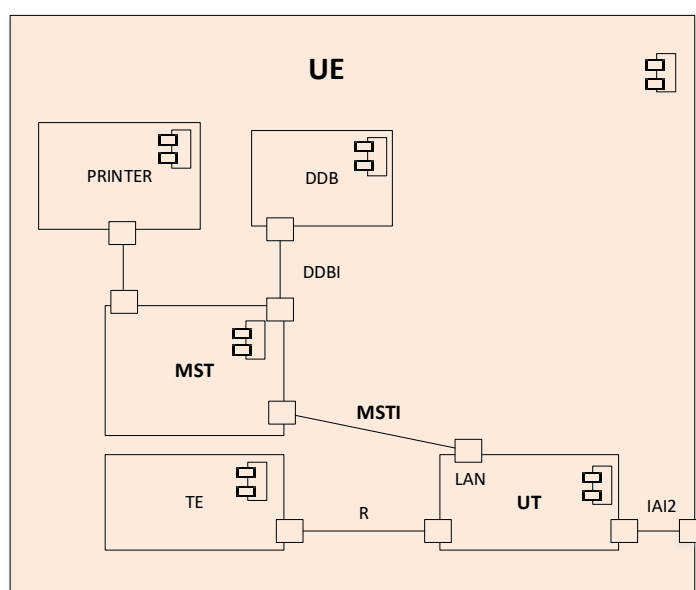 UE
PRINTER
DDB
DDBI
MST
MSTI
LAN
TE
R
UT
IAI2